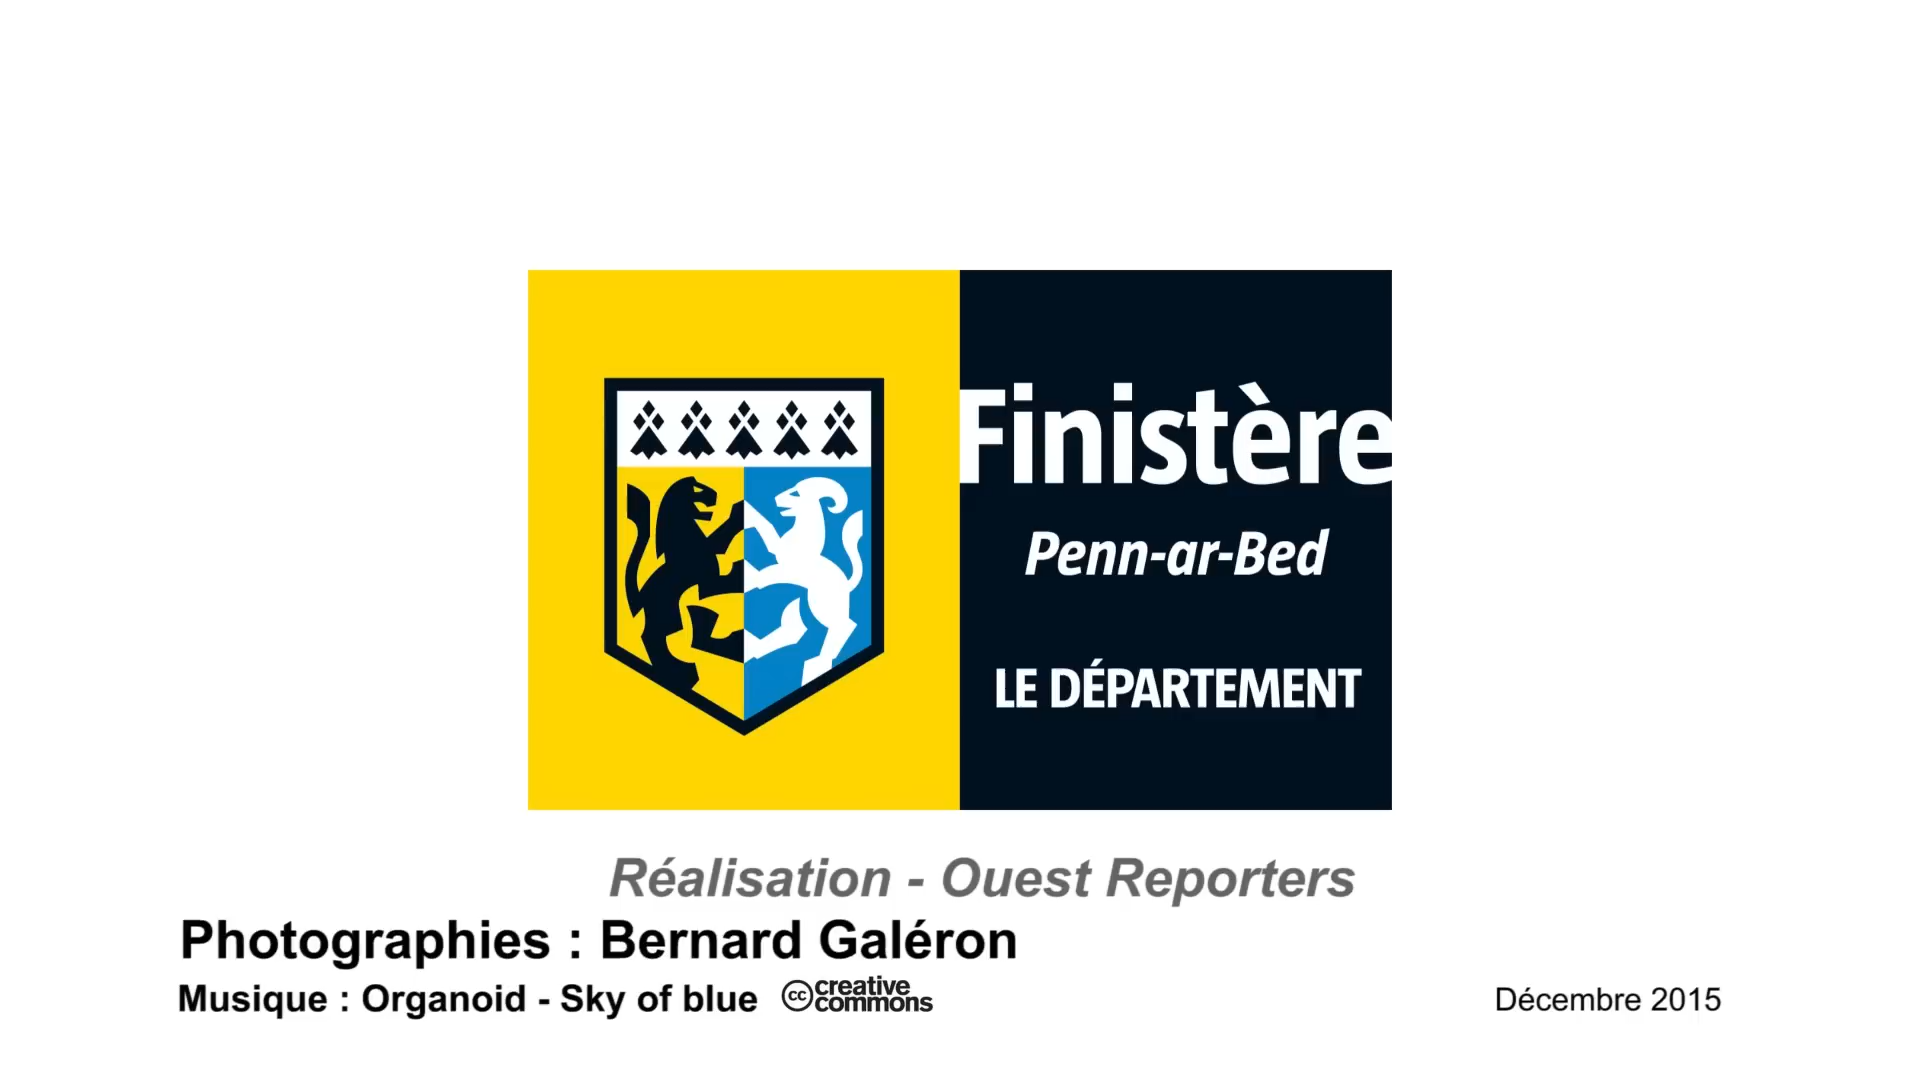 Finistère
Penn-ar-Bed
LE DÉPARTEMENT
Réalisation - Ouest Reporters
Photographies : Bernard Galéron
Musique : Organoid - Sky of blue cc creative commons
Décembre 2015